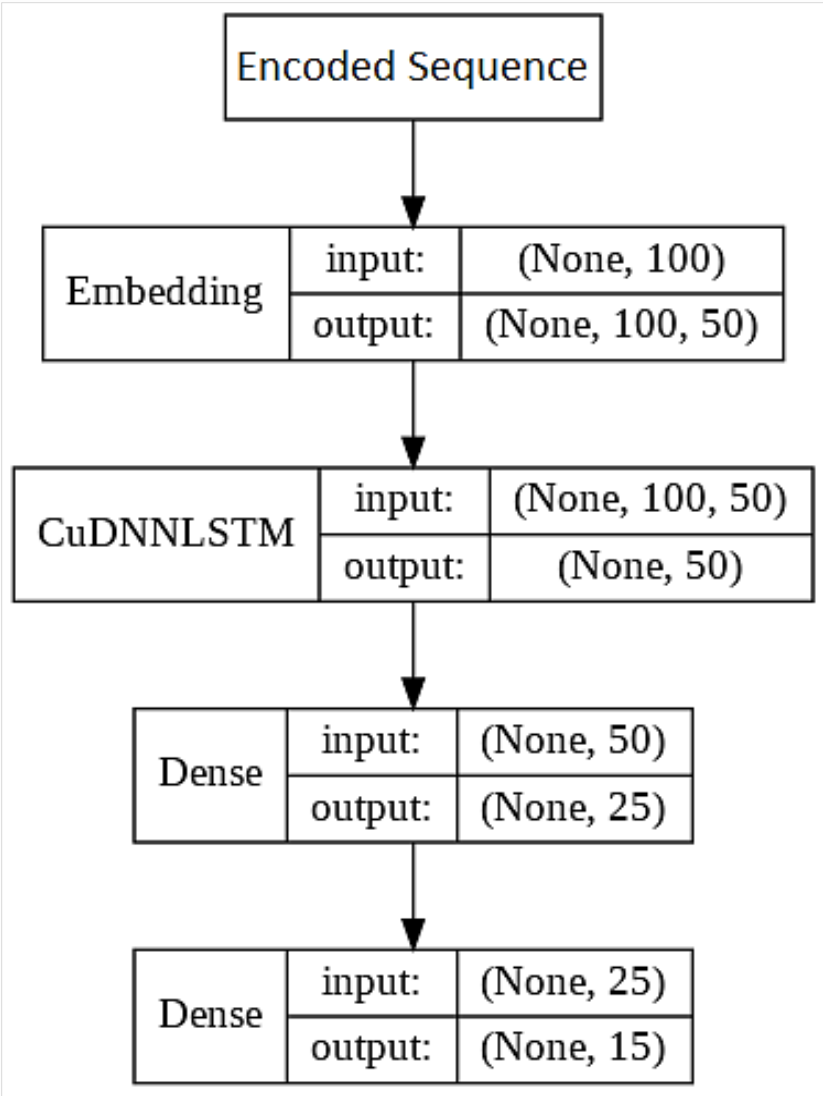 Encoded Sequence
Embedding
input:
(None, 100)
output:
(None, 100, 50)
CuDNNLSTM
input:
(None, 100, 50)
output:
(None, 50)
Dense
input:
(None, 50)
output:
(None, 25)
Dense
input:
(None, 25)
output:
(None, 15)